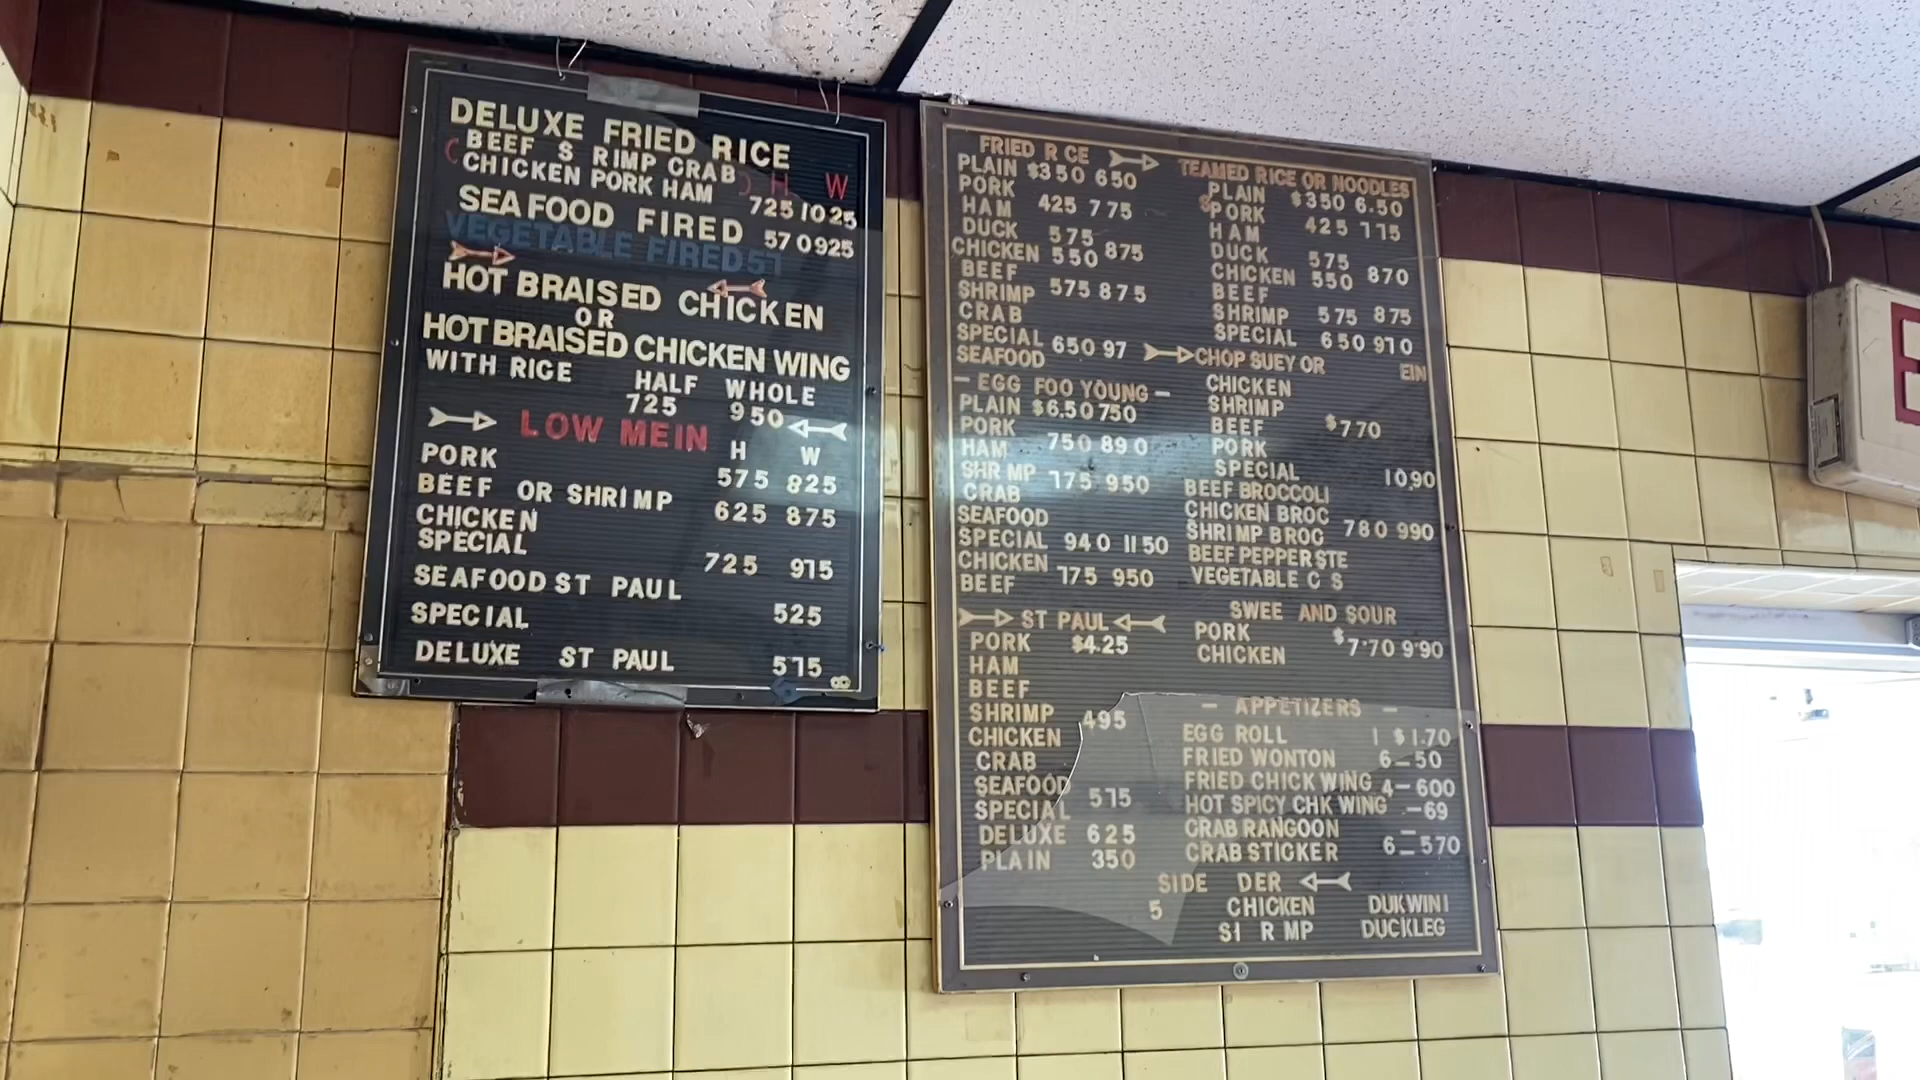 DELUXE FRIED RICE
BEEF S RIMP CRAB
CHICKEN PORK HAM H W
725 1025
SEAFOOD FIRED 570 925
VEGETABLE FIRED 57
HOT BRAISED CHICKEN
OR
HOT BRAISED CHICKEN WING
WITH RICE HALF WHOLE
725 950
LOW MEIN
H W
PORK 575 825
BEEF OR SHRIMP 625 875
CHICKEN
SPECIAL 725 915
SEAFOOD ST PAUL
SPECIAL 525
DELUXE ST PAUL 515
FRIED R CE
PLAIN $350 650
PORK
HAM 425 775
DUCK 575
CHICKEN 550 875
BEEF
SHRIMP 575 875
CRAB
SPECIAL 650 97
SEAFOOD
- EGG FOO YOUNG -
PLAIN $6.50 750
PORK
HAM 750 890
SHR MP 175 950
CRAB
SEAFOOD
SPECIAL 940 1150
CHICKEN 175 950
BEEF
ST PAUL
PORK $4.25
HAM
BEEF
SHRIMP 495
CHICKEN
CRAB
SEAFOOD
SPECIAL 515
DELUXE 625
PLAIN 350
TEAMED RICE OR NOODLES
PLAIN $350 6.50
PORK
HAM 425 115
DUCK 575
CHICKEN 550 870
BEEF
SHRIMP 575 875
SPECIAL 650 910
CHOP SUEY OR EIN
CHICKEN
SHRIMP
BEEF $770
PORK
SPECIAL 10.90
BEEF BROCCOLI
CHICKEN BROC
SHRIMP BROC 780 990
BEEF PEPPER STE
VEGETABLE C S
SWEE AND SOUR
PORK $7.70 9.90
CHICKEN
- APPETIZERS -
EGG ROLL 1 $1.70
FRIED WONTON 6-50
FRIED CHICK WING 4-600
HOT SPICY CHK WING -69
CRAB RANGOON -
CRAB STICKER 6-570
SIDE DER
5 CHICKEN DUKWINI
SI R MP DUCKLEG
E